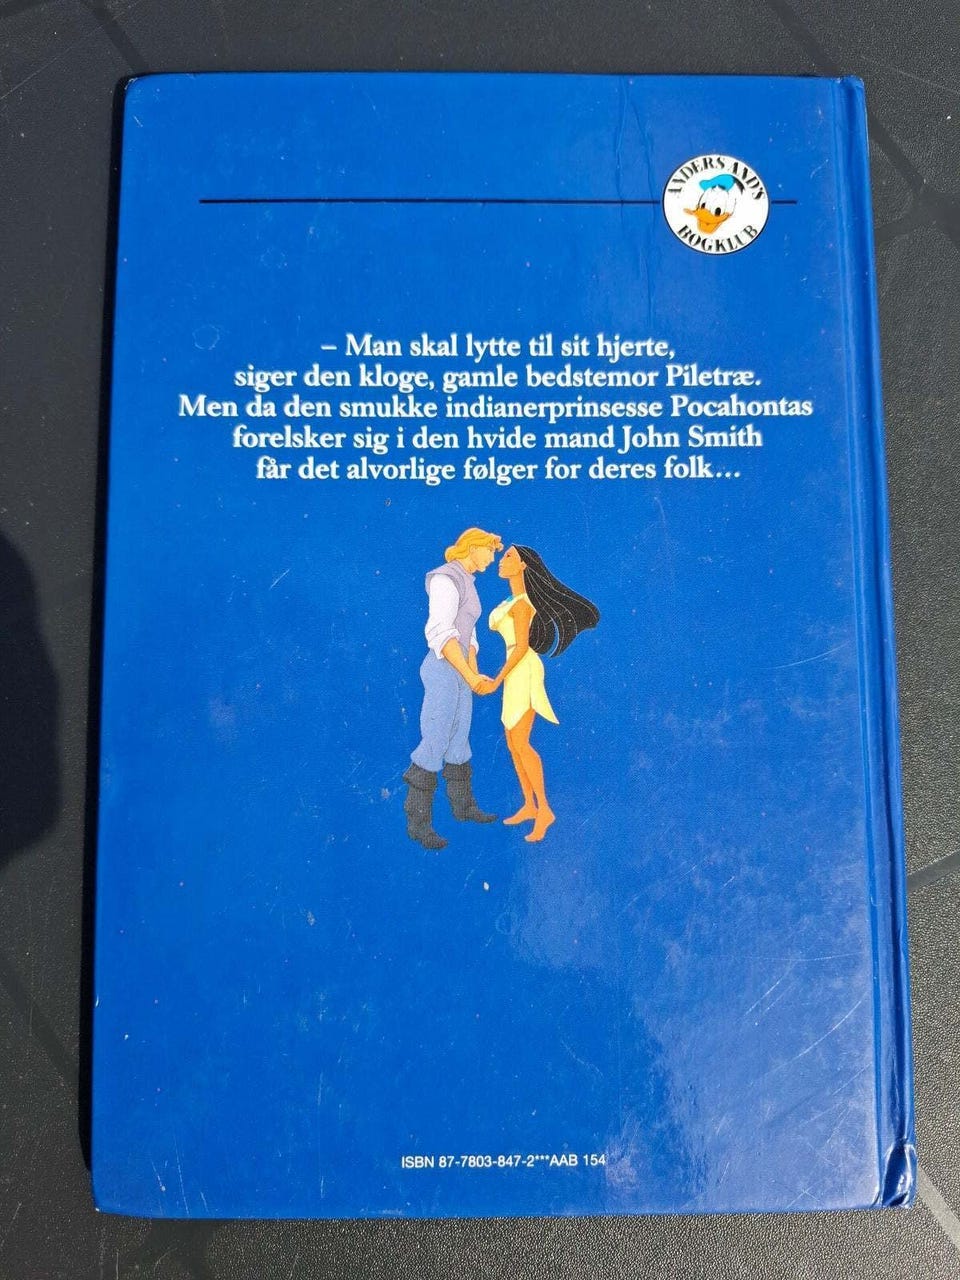 ANDERS AND'S
BOGKLUB
– Man skal lytte til sit hjerte,
siger den kloge, gamle bedstemor Piletræ.
Men da den smukke indianerprinsesse Pocahontas
forelsker sig i den hvide mand John Smith
får det alvorlige følger for deres folk...
ISBN 87-7803-847-2***AAB 154